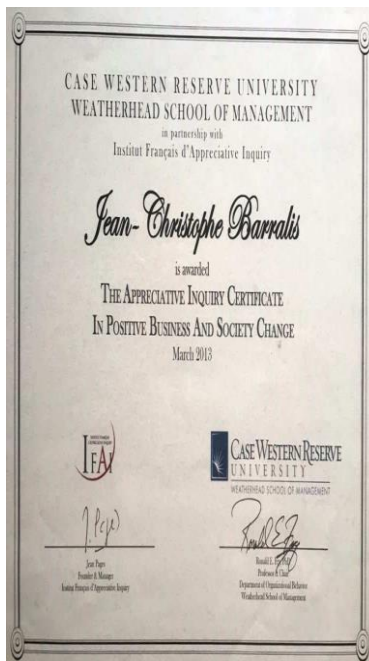 CASE WESTERN RESERVE UNIVERSITY
WEATHERHEAD SCHOOL OF MANAGEMENT
in partnership with
Institut Français d'Appreciative Inquiry
Jean-Christophe Barralis
is awarded
THE APPRECIATIVE INQUIRY CERTIFICATE
IN POSITIVE BUSINESS AND SOCIETY CHANGE
March 2013
IFAI
CASE WESTERN RESERVE
UNIVERSITY
WEATHERHEAD SCHOOL OF MANAGEMENT
Jean Pages
Founder & Manager
Institut Français d'Appreciative Inquiry
Ronald E. Fry, PhD
Professor & Chair
Department of Organizational Behavior
Weatherhead School of Management